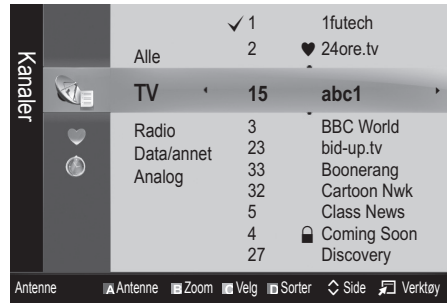 Kanaler
✓ 1 1futech
Alle 2 ♥ 24ore.tv
TV 15 abc1
Radio 3 BBC World
Data/annet 23 bid-up.tv
Analog 33 Boonerang
32 Cartoon Nwk
5 Class News
4 Coming Soon
27 Discovery
Antenne A Antenne B Zoom C Velg D Sorter Side Verktøy